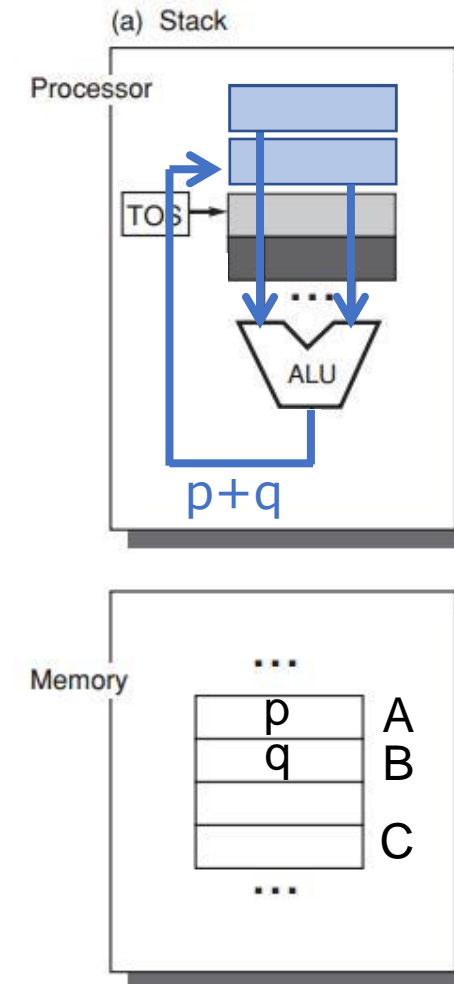 (a) Stack
Processor
TOS
...
ALU
p+q
Memory
...
p A
q B
C
...